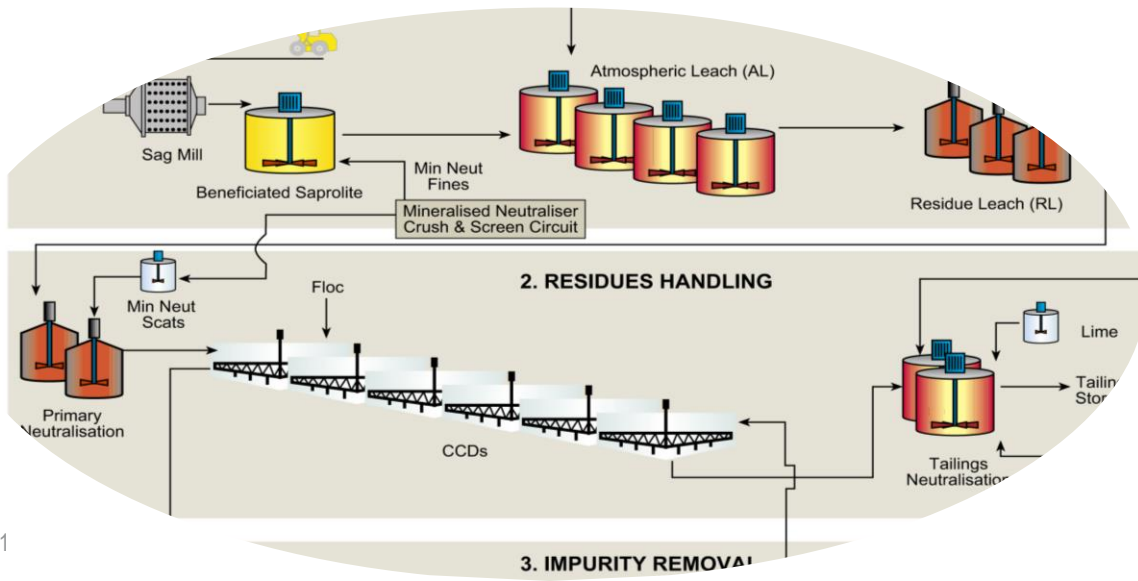 Atmospheric Leach (AL)
Sag Mill
Beneficiated Saprolite
Min Neut
Fines
Mineralised Neutraliser
Crush & Screen Circuit
Residue Leach (RL)
2. RESIDUES HANDLING
Min Neut
Scats
Floc
Lime
Primary
Neutralisation
CCDs
Tailings
Neutralisation
1
3. IMPURITY REMOVAL